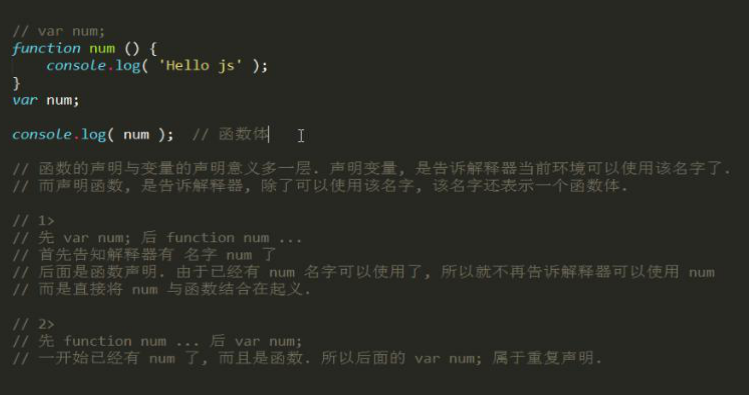 // var num;
function num () {
    console.log( 'Hello js' );
}
var num;
console.log( num );  // 函数体
// 函数的声明与变量的声明意义多一层. 声明变量, 是告诉解释器当前环境可以使用该名字了.
// 而声明函数, 是告诉解释器, 除了可以使用该名字, 该名字还表示一个函数体.
// 1>
// 先 var num; 后 function num ...
// 首先告知解释器有 名字 num 了
// 后面是函数声明. 由于已经有 num 名字可以使用了, 所以就不再告诉解释器可以使用 num
// 而是直接将 num 与函数结合在起义.
// 2>
// 先 function num ... 后 var num;
// 一开始已经有 num 了, 而且是函数. 所以后面的 var num; 属于重复声明.